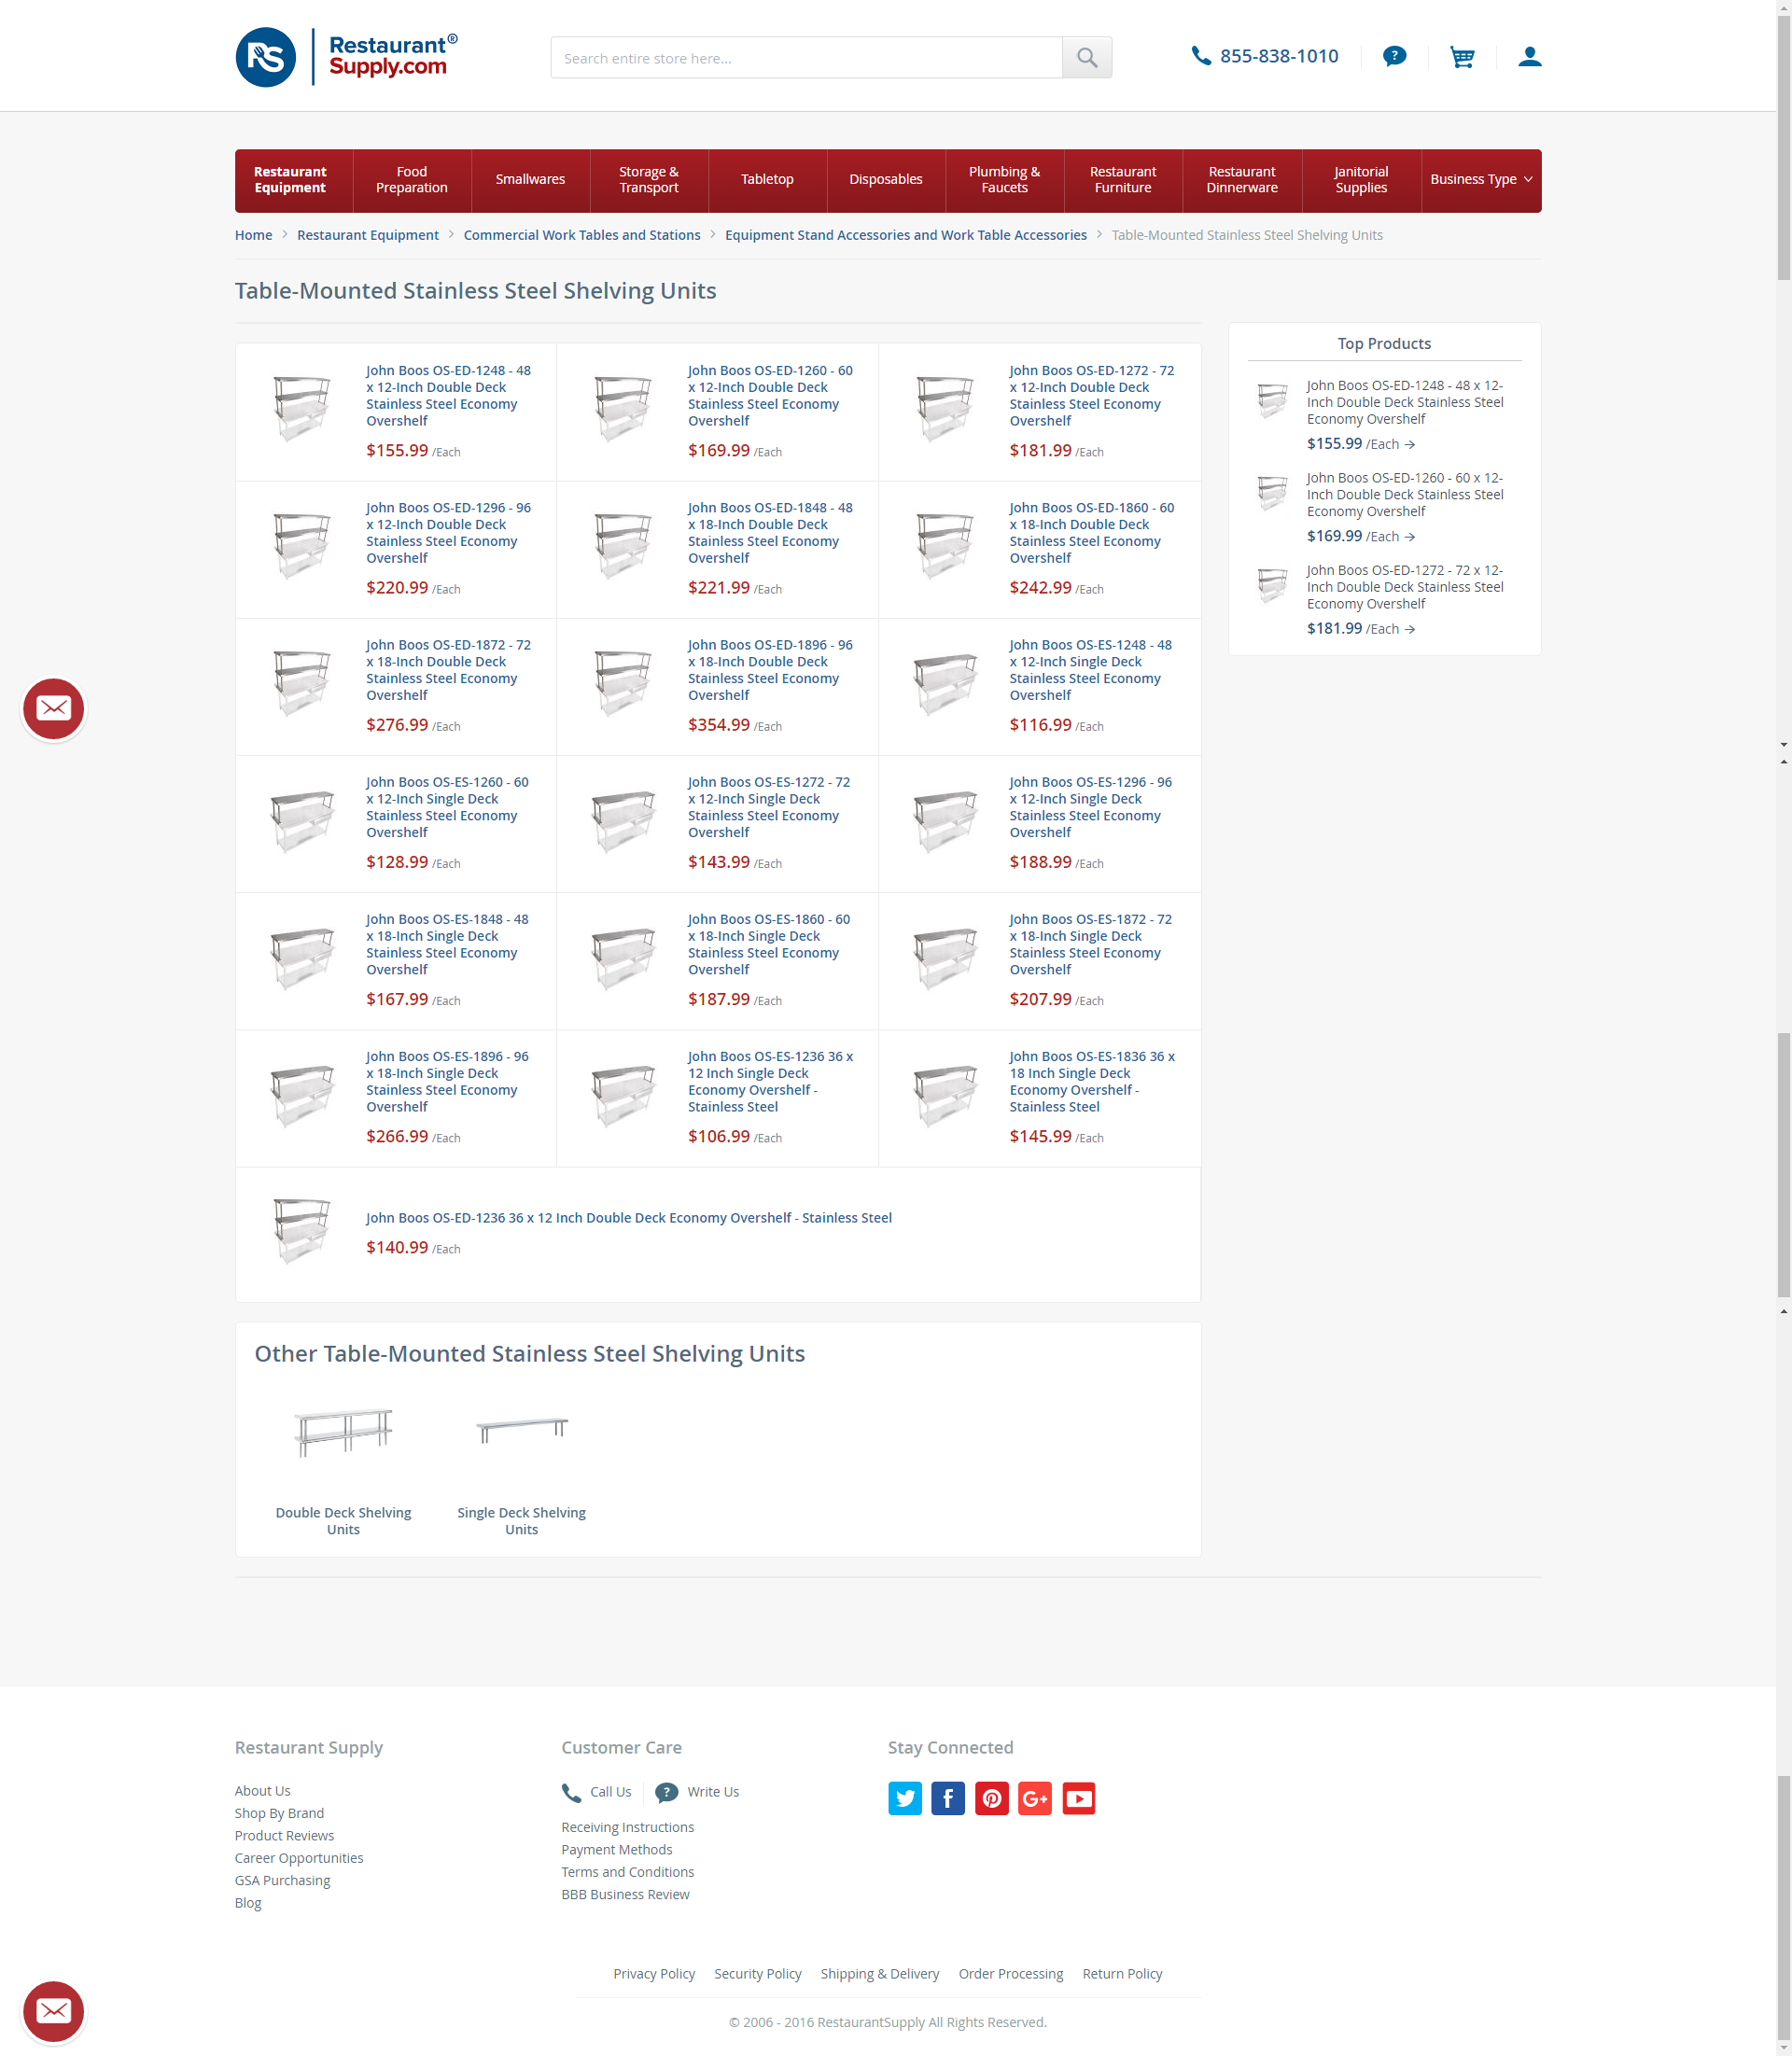 RS Restaurant®
Supply.com
Search entire store here...
855-838-1010
Restaurant Equipment
Food Preparation
Smallwares
Storage & Transport
Tabletop
Disposables
Plumbing & Faucets
Restaurant Furniture
Restaurant Dinnerware
Janitorial Supplies
Business Type
Home > Restaurant Equipment > Commercial Work Tables and Stations > Equipment Stand Accessories and Work Table Accessories > Table-Mounted Stainless Steel Shelving Units
Table-Mounted Stainless Steel Shelving Units
John Boos OS-ED-1248 - 48
x 12-Inch Double Deck
Stainless Steel Economy
Overshelf
$155.99 /Each
John Boos OS-ED-1260 - 60
x 12-Inch Double Deck
Stainless Steel Economy
Overshelf
$169.99 /Each
John Boos OS-ED-1272 - 72
x 12-Inch Double Deck
Stainless Steel Economy
Overshelf
$181.99 /Each
John Boos OS-ED-1296 - 96
x 12-Inch Double Deck
Stainless Steel Economy
Overshelf
$220.99 /Each
John Boos OS-ED-1848 - 48
x 18-Inch Double Deck
Stainless Steel Economy
Overshelf
$221.99 /Each
John Boos OS-ED-1860 - 60
x 18-Inch Double Deck
Stainless Steel Economy
Overshelf
$242.99 /Each
John Boos OS-ED-1872 - 72
x 18-Inch Double Deck
Stainless Steel Economy
Overshelf
$276.99 /Each
John Boos OS-ED-1896 - 96
x 18-Inch Double Deck
Stainless Steel Economy
Overshelf
$354.99 /Each
John Boos OS-ES-1248 - 48
x 12-Inch Single Deck
Stainless Steel Economy
Overshelf
$116.99 /Each
John Boos OS-ES-1260 - 60
x 12-Inch Single Deck
Stainless Steel Economy
Overshelf
$128.99 /Each
John Boos OS-ES-1272 - 72
x 12-Inch Single Deck
Stainless Steel Economy
Overshelf
$143.99 /Each
John Boos OS-ES-1296 - 96
x 12-Inch Single Deck
Stainless Steel Economy
Overshelf
$188.99 /Each
John Boos OS-ES-1848 - 48
x 18-Inch Single Deck
Stainless Steel Economy
Overshelf
$167.99 /Each
John Boos OS-ES-1860 - 60
x 18-Inch Single Deck
Stainless Steel Economy
Overshelf
$187.99 /Each
John Boos OS-ES-1872 - 72
x 18-Inch Single Deck
Stainless Steel Economy
Overshelf
$207.99 /Each
John Boos OS-ES-1896 - 96
x 18-Inch Single Deck
Stainless Steel Economy
Overshelf
$266.99 /Each
John Boos OS-ES-1236 36 x
12 Inch Single Deck
Economy Overshelf -
Stainless Steel
$106.99 /Each
John Boos OS-ES-1836 36 x
18 Inch Single Deck
Economy Overshelf -
Stainless Steel
$145.99 /Each
John Boos OS-ED-1236 36 x 12 Inch Double Deck Economy Overshelf - Stainless Steel
$140.99 /Each
Top Products
John Boos OS-ED-1248 - 48 x 12-
Inch Double Deck Stainless Steel
Economy Overshelf
$155.99 /Each →
John Boos OS-ED-1260 - 60 x 12-
Inch Double Deck Stainless Steel
Economy Overshelf
$169.99 /Each →
John Boos OS-ED-1272 - 72 x 12-
Inch Double Deck Stainless Steel
Economy Overshelf
$181.99 /Each →
Other Table-Mounted Stainless Steel Shelving Units
Double Deck Shelving
Units
Single Deck Shelving
Units
Restaurant Supply
About Us
Shop By Brand
Product Reviews
Career Opportunities
GSA Purchasing
Blog
Customer Care
Call Us
Write Us
Receiving Instructions
Payment Methods
Terms and Conditions
BBB Business Review
Stay Connected
Privacy Policy Security Policy Shipping & Delivery Order Processing Return Policy
© 2006 - 2016 RestaurantSupply All Rights Reserved.